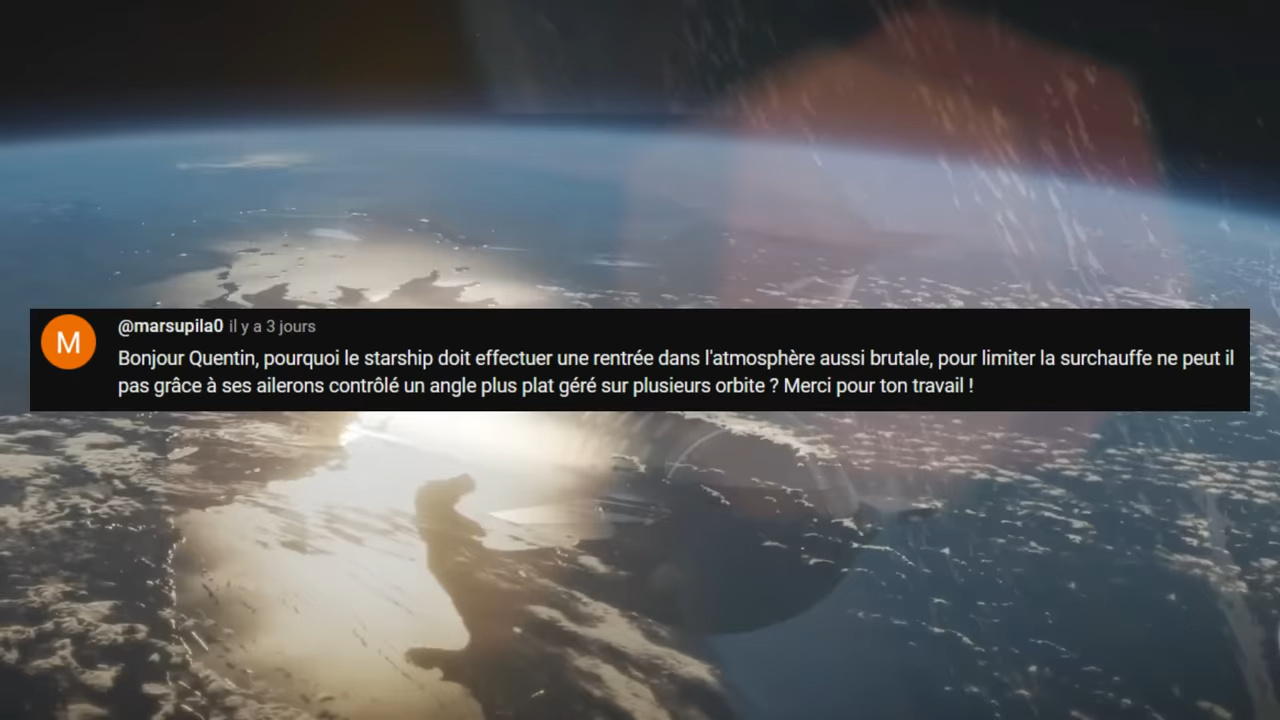 M
@marsupila0 il y a 3 jours
Bonjour Quentin, pourquoi le starship doit effectuer une rentrée dans l'atmosphère aussi brutale, pour limiter la surchauffe ne peut il
pas grâce à ses ailerons contrôlé un angle plus plat géré sur plusieurs orbite ? Merci pour ton travail !